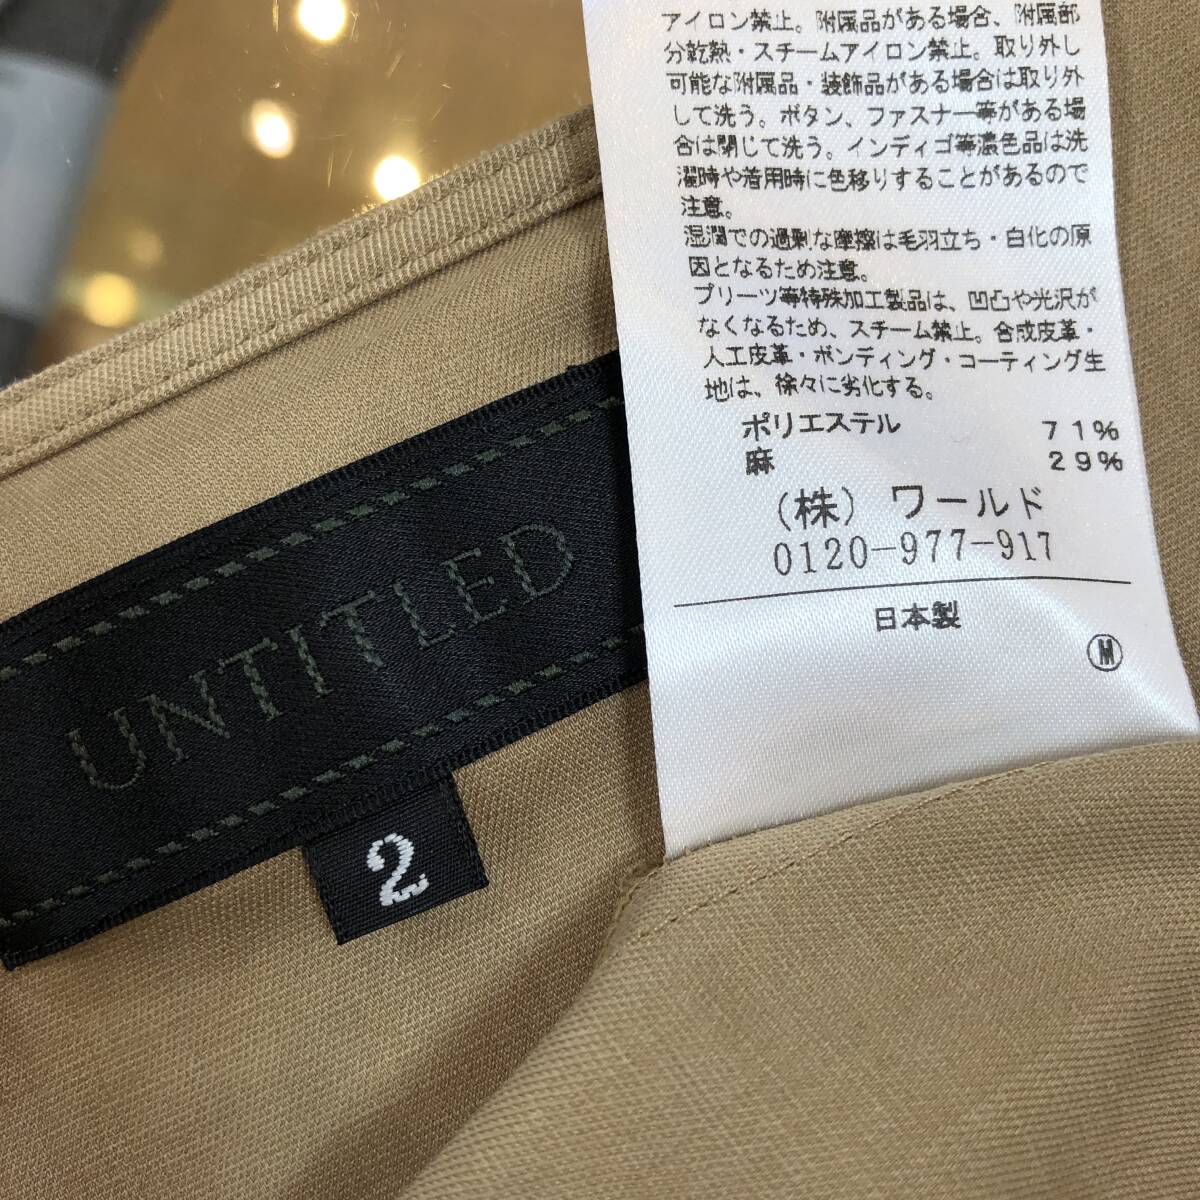 アイロン禁止。附属品がある場合、附属部
分乾熱・スチームアイロン禁止。取り外し
可能な附属品・装飾品がある場合は取り外
して洗う。ボタン、ファスナー等がある場
合は閉じて洗う。インディゴ等濃色品は洗
濯時や着用時に色移りすることがあるので
注意。
湿潤での過剰な摩擦は毛羽立ち・白化の原
因となるため注意。
プリーツ等特殊加工製品は、凹凸や光沢が
なくなるため、スチーム禁止。合成皮革・
人工皮革・ボンディング・コーティング生
地は、徐々に劣化する。
ポリエステル 71%
麻 29%
(株) ワールド
0120-977-917
日本製
M
UNTITLED
2